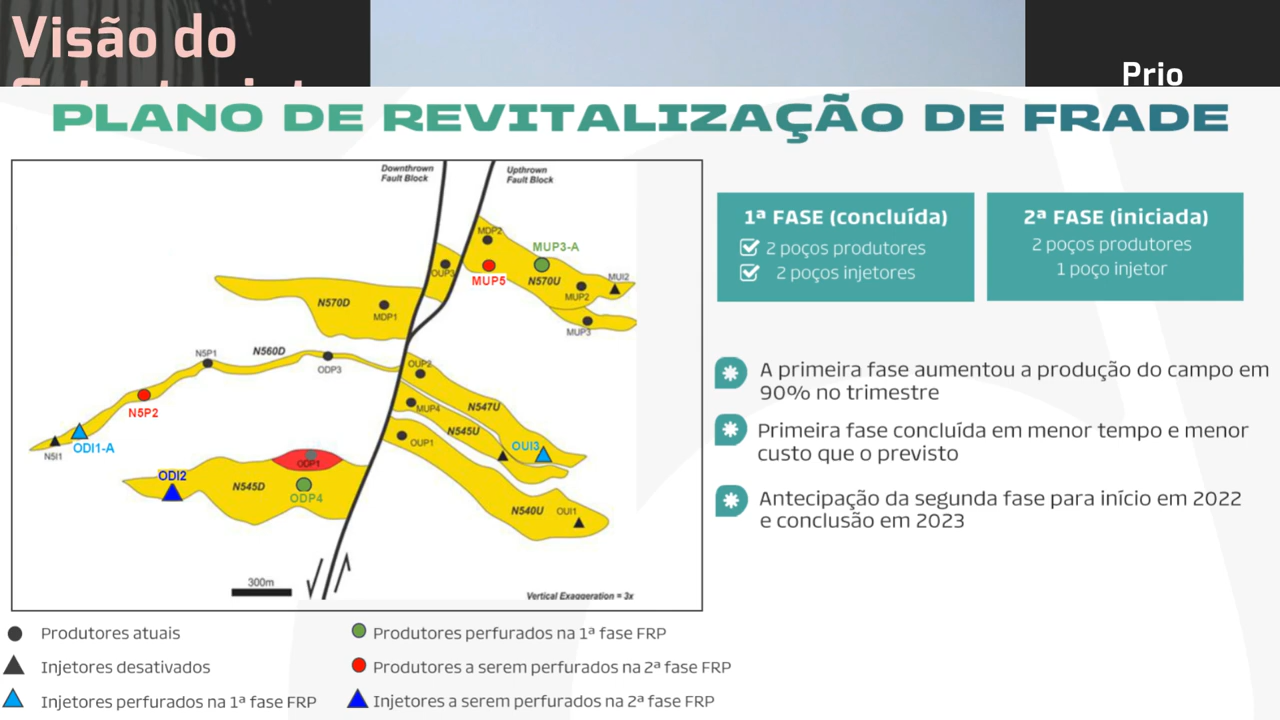 Visão do
Prio
PLANO DE REVITALIZAÇÃO DE FRADE
Downthrown
Fault Block
Upthrown
Fault Block
MDP2
MUP3-A
OUP3
MUP5
N570U
MUI2
MUP2
N570D
MDP1
MUP3
N5P1
N560D
ODP3
OUP2
N5P2
MUP4
N547U
N545U
ODI1-A
N5I1
OUP1
OUI3
ODP1
ODI2
N545D
ODP4
N540U
OUI1
300m
Vertical Exaggeration = 3x
1ª FASE (concluída)
2 poços produtores
2 poços injetores
2ª FASE (iniciada)
2 poços produtores
1 poço injetor
A primeira fase aumentou a produção do campo em
90% no trimestre
Primeira fase concluída em menor tempo e menor
custo que o previsto
Antecipação da segunda fase para início em 2022
e conclusão em 2023
Produtores atuais
Injetores desativados
Injetores perfurados na 1ª fase FRP
Produtores perfurados na 1ª fase FRP
Produtores a serem perfurados na 2ª fase FRP
Injetores a serem perfurados na 2ª fase FRP